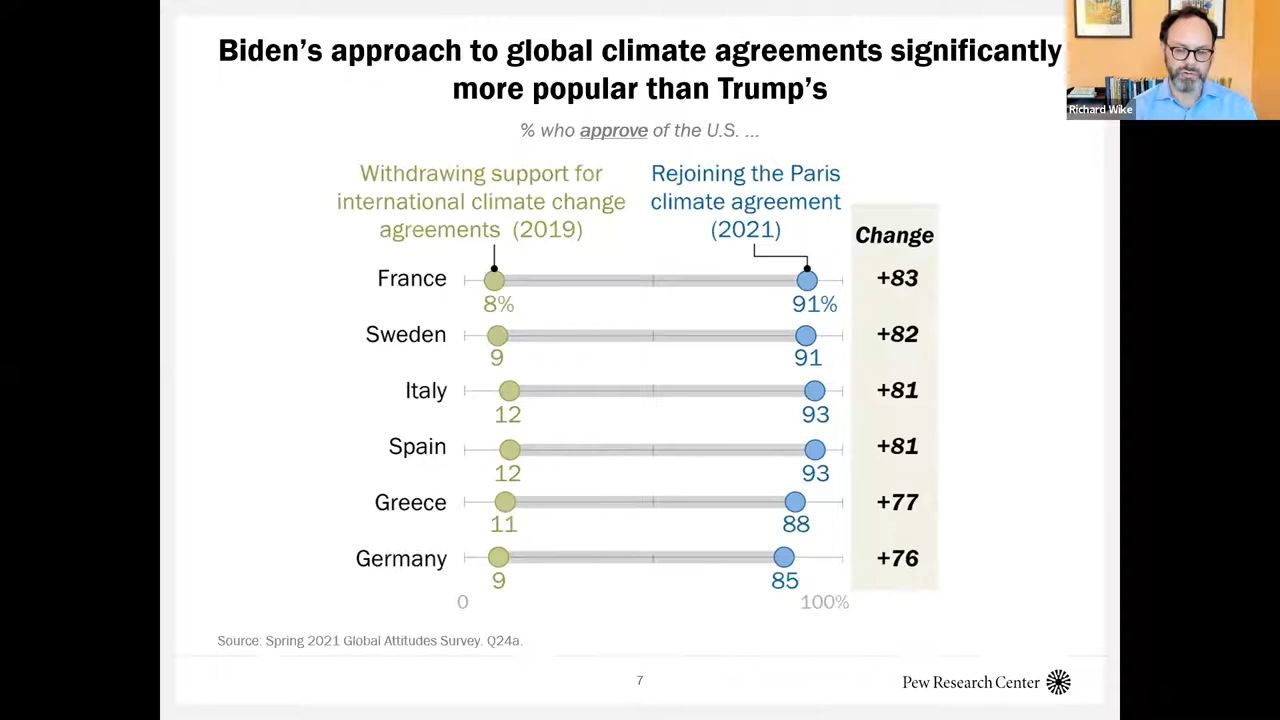 Biden's approach to global climate agreements significantly
more popular than Trump's
Richard Wike
% who approve of the U.S. ...
Withdrawing support for
international climate change
agreements (2019)
Rejoining the Paris
climate agreement
(2021)
Change
France
8%
91%
+83
Sweden
9
91
+82
Italy
12
93
+81
Spain
12
93
+81
Greece
11
88
+77
Germany
9
85
+76
0
100%
Source: Spring 2021 Global Attitudes Survey. Q24a.
7
Pew Research Center